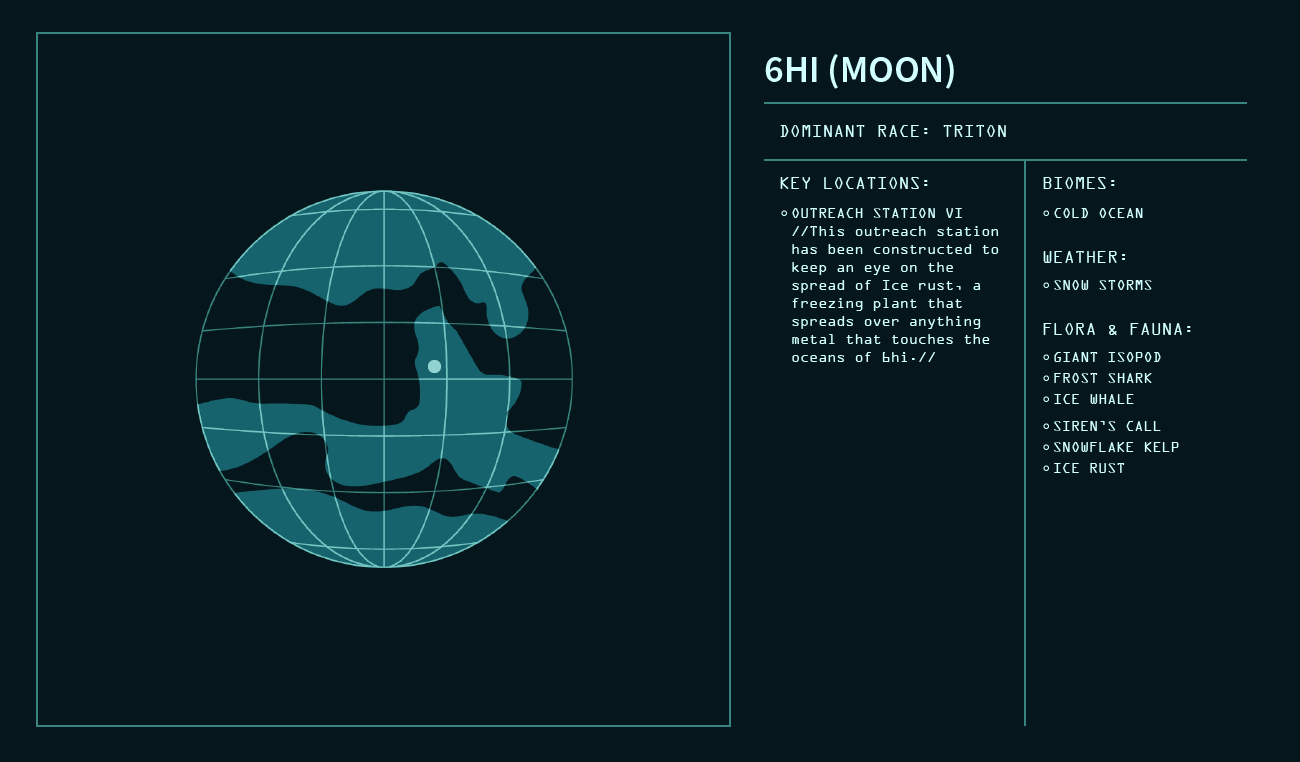 6HI (MOON)
DOMINANT RACE: TRITON
KEY LOCATIONS:
OUTREACH STATION VI
//This outreach station
has been constructed to
keep an eye on the
spread of Ice rust, a
freezing plant that
spreads over anything
metal that touches the
oceans of 6hi.//
BIOMES:
COLD OCEAN
WEATHER:
SNOW STORMS
FLORA & FAUNA:
GIANT ISOPOD
FROST SHARK
ICE WHALE
SIREN'S CALL
SNOWFLAKE KELP
ICE RUST